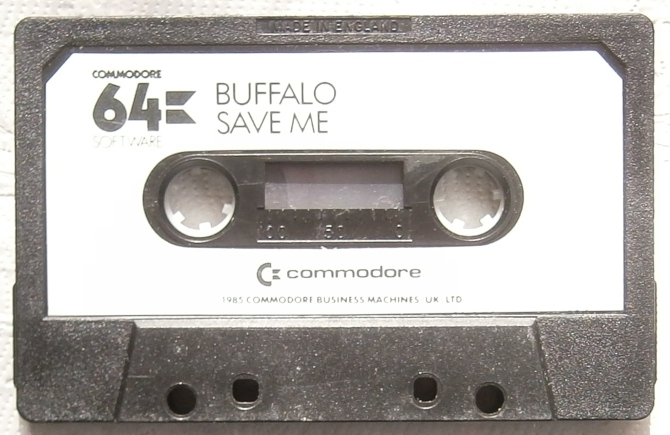 MADE IN ENGLAND
COMMODORE
64
SOFTWARE
BUFFALO
SAVE ME
100 50 0
commodore
1985 COMMODORE BUSINESS MACHINES UK LTD